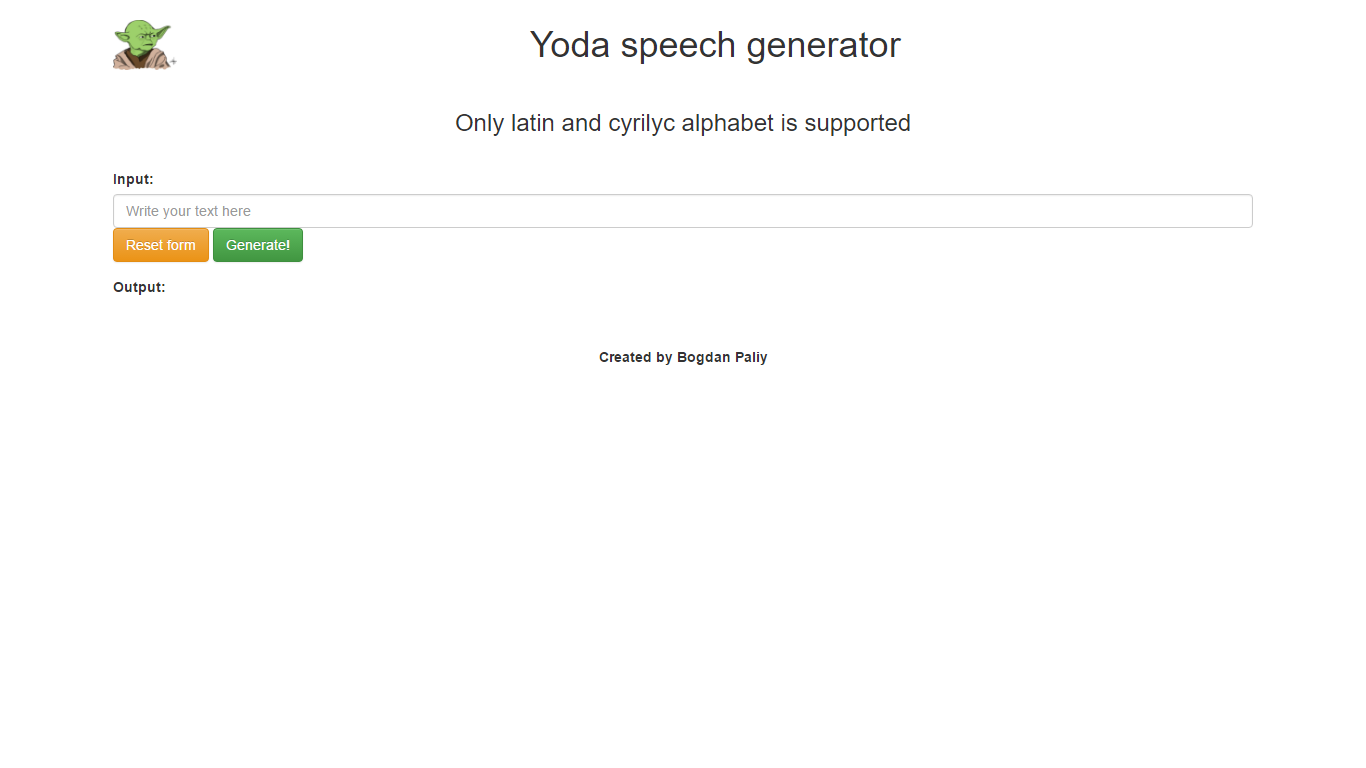 Yoda speech generator
Only latin and cyrilyc alphabet is supported
Input:
Write your text here
Reset form Generate!
Output:
Created by Bogdan Paliy